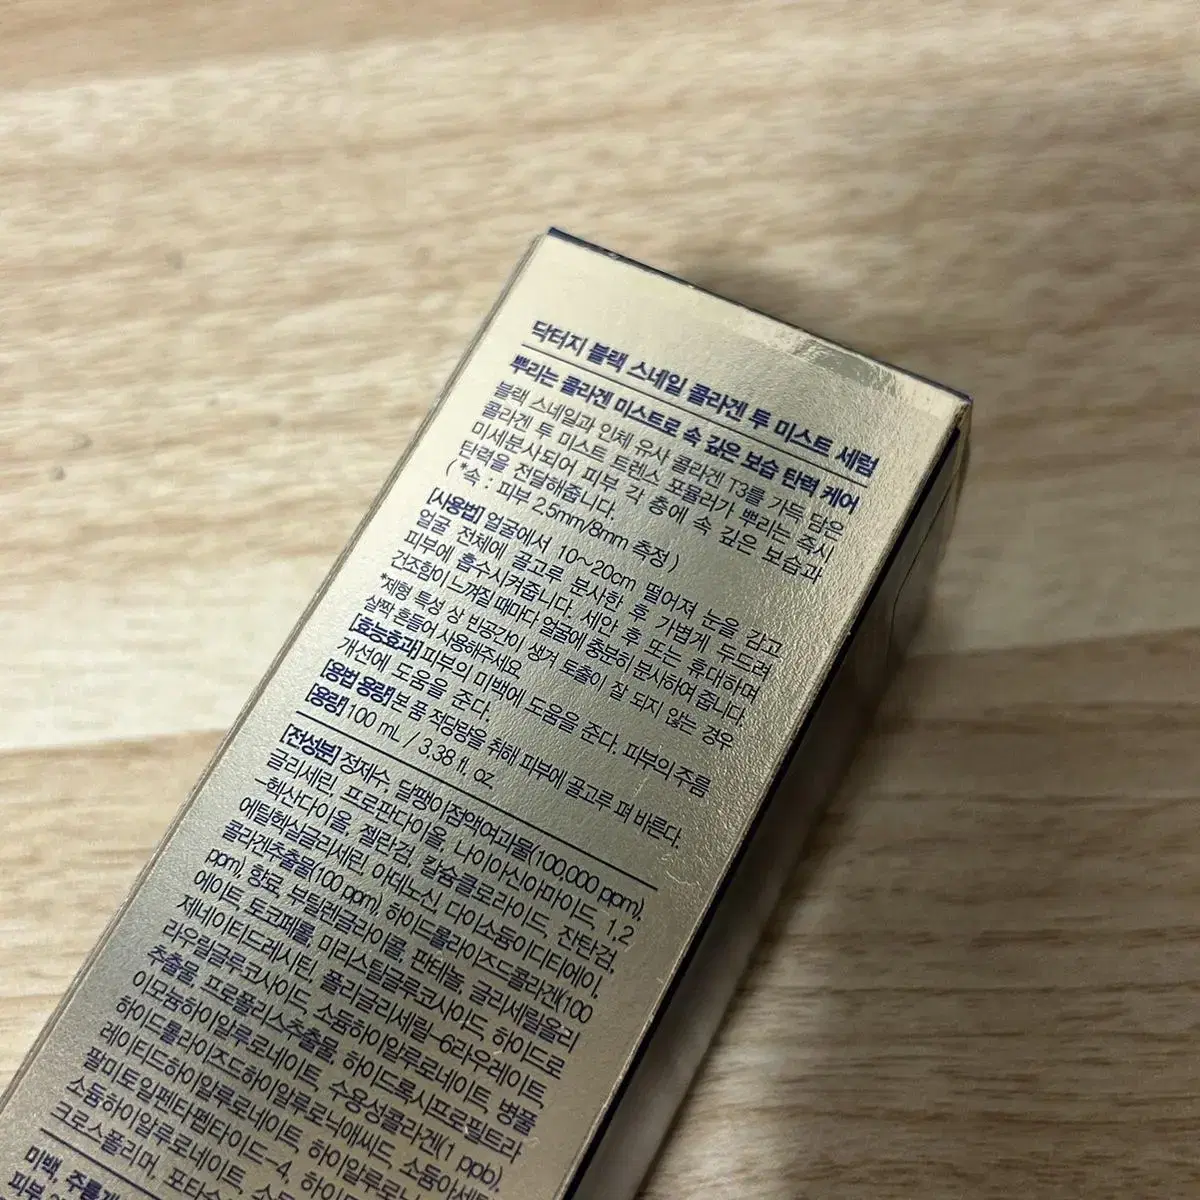 닥터지 블랙 스네일 콜라겐 투 미스트 세럼
뿌리는 콜라겐 미스트로 속 깊은 보습 탄력 케어
블랙 스네일과 인체 유사 콜라겐 T3를 가득 담은
콜라겐 투 미스트 트렌스 포뮬러가 뿌리는 즉시
미세분사되어 피부 각 층에 속 깊은 보습과
탄력을 전달해줍니다.
( *속 : 피부 2.5mm/8mm 측정 )
[사용법] 얼굴에서 10~20cm 떨어져 눈을 감고
얼굴 전체에 골고루 분사한 후 가볍게 두드려
피부에 흡수시켜줍니다. 세안 후 또는 휴대하며
건조함이 느껴질 때마다 얼굴에 충분히 분사하여 줍니다.
*제형 특성 상 빈공간이 생겨 토출이 잘 되지 않는 경우
살짝 흔들어 사용해주세요
[효능효과] 피부의 미백에 도움을 준다. 피부의 주름
개선에 도움을 준다.
[용법 용량] 본 품 적당량을 취해 피부에 골고루 펴 바른다.
[용량] 100 mL / 3.38 fl. oz.
[전성분] 정제수, 달팽이점액여과물(100,000 ppm),
글리세린, 프로판다이올, 나이아신아마이드, 1,2
-헥산다이올, 젤란검, 칼슘클로라이드, 잔탄검,
에틸헥실글리세린, 아데노신, 다이소듐이디티에이,
콜라겐추출물(100 ppm), 하이드롤라이즈드콜라겐(100
ppm), 향료, 부틸렌글라이콜, 판테놀, 글리세릴올리
에이트, 토코페롤, 미리스틸글루코사이드, 하이드로
제네이티드레시틴, 폴리글리세릴-6라우레이트,
라우릴글루코사이드, 소듐하이알루로네이트, 병풀
추출물, 프로폴리스추출물, 하이드록시프로필트라
이모늄하이알루로네이트, 수용성콜라겐(1 ppb),
하이드롤라이즈드하이알루로닉애씨드, 소듐아세틸
레이티드하이알루로네이트, 하이알루로닉
팔미토일펜타펩타이드-4,
소듐하이알루로네이트,
크로스폴리머, 포타슘
미백, 주름개
피부